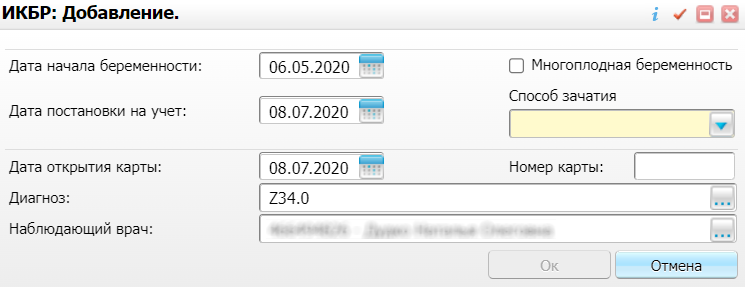 ИКБР: Добавление.
Дата начала беременности: 06.05.2020 Многоплодная беременность
Способ зачатия
Дата постановки на учет: 08.07.2020
Дата открытия карты: 08.07.2020 Номер карты:
Диагноз: Z34.0
Наблюдающий врач:
Ок Отмена